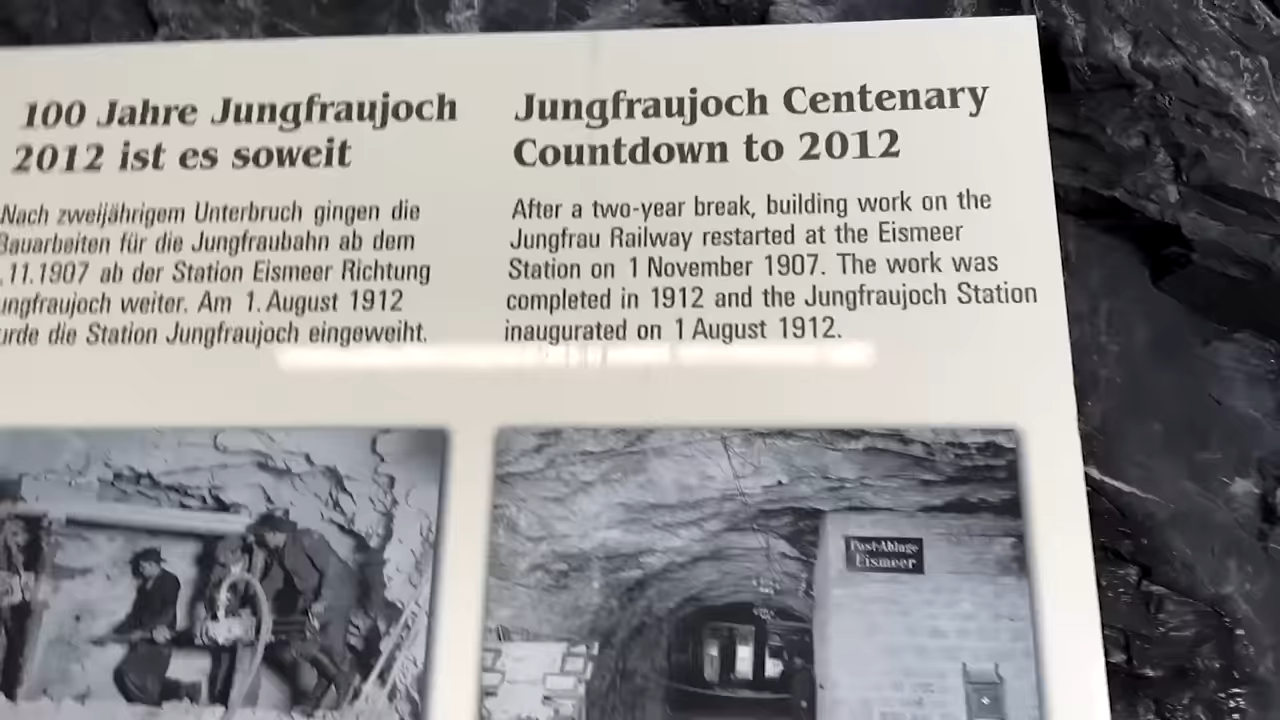 100 Jahre Jungfraujoch
2012 ist es soweit
Nach zweijährigem Unterbruch gingen die
Bauarbeiten für die Jungfraubahn ab dem
.11.1907 ab der Station Eismeer Richtung
ungfraujoch weiter. Am 1. August 1912
urde die Station Jungfraujoch eingeweiht.
Jungfraujoch Centenary
Countdown to 2012
After a two-year break, building work on the
Jungfrau Railway restarted at the Eismeer
Station on 1 November 1907. The work was
completed in 1912 and the Jungfraujoch Station
inaugurated on 1 August 1912.
Post-Ablage
Eismeer